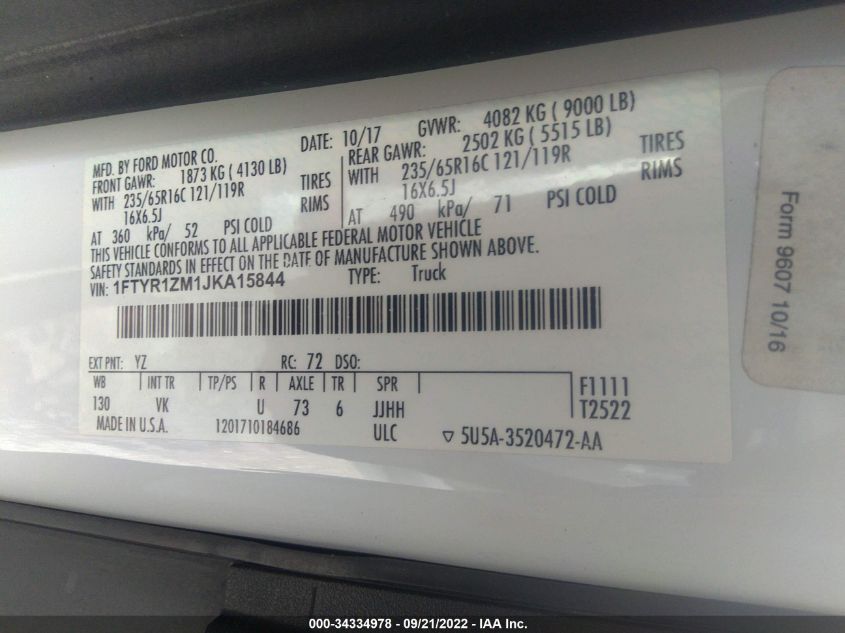 MFD. BY FORD MOTOR CO.
DATE: 10/17
GVWR: 4082 KG ( 9000 LB)
FRONT GAWR: 1873 KG ( 4130 LB)
REAR GAWR: 2502 KG ( 5515 LB)
WITH 235/65R16C 121/119R TIRES
WITH 235/65R16C 121/119R TIRES
16X6.5J RIMS
16X6.5J RIMS
AT 360 kPa/ 52 PSI COLD
AT 490 kPa/ 71 PSI COLD
THIS VEHICLE CONFORMS TO ALL APPLICABLE FEDERAL MOTOR VEHICLE
SAFETY STANDARDS IN EFFECT ON THE DATE OF MANUFACTURE SHOWN ABOVE.
VIN: 1FTYR1ZM1JKA15844
TYPE: Truck
EXT PNT: YZ RC: 72 DSO:
WB INT TR TP/PS R AXLE TR SPR
130 VK U 73 6 JJHH
F1111
T2522
MADE IN U.S.A. 1201710184686 ULC ▽ 5U5A-3520472-AA
Form 9607 10/16
000-34334978 - 09/21/2022 - IAA Inc.